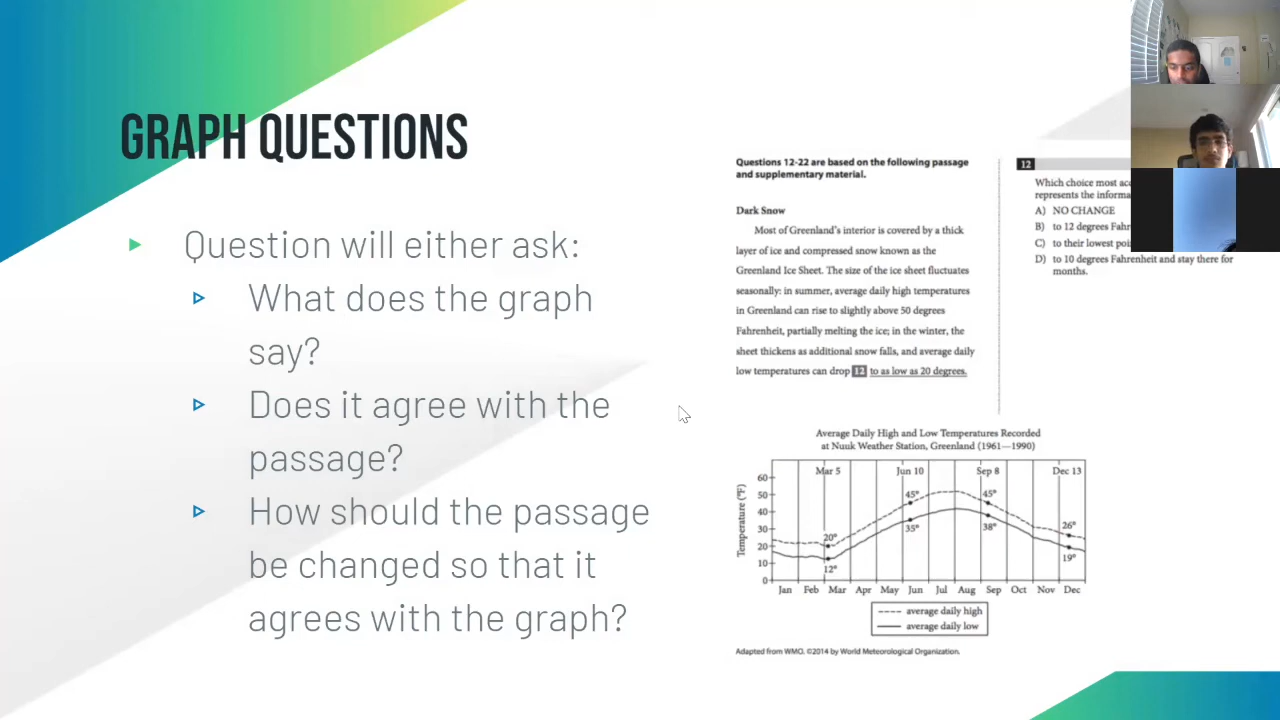 GRAPH QUESTIONS
Question will either ask:
What does the graph
say?
Does it agree with the
passage?
How should the passage
be changed so that it
agrees with the graph?
Questions 12-22 are based on the following passage
and supplementary material.
Dark Snow
Most of Greenland's interior is covered by a thick
layer of ice and compressed snow known as the
Greenland Ice Sheet. The size of the ice sheet fluctuates
seasonally: in summer, average daily high temperatures
in Greenland can rise to slightly above 50 degrees
Fahrenheit, partially melting the ice; in the winter, the
sheet thickens as additional snow falls, and average daily
low temperatures can drop 12 to as low as 20 degrees.
12
Which choice most
represents the
A) NO CHANGE
B) to 12 degrees
C) to their lowest
D) to 10 degrees Fahrenheit and stay there for
months.
Average Daily High and Low Temperatures Recorded
at Nuuk Weather Station, Greenland (1961—1990)
Temperature (°F)
60
50
40
30
20
10
0
Mar 5
Jun 10
Sep 8
Dec 13
20°
12°
45°
35°
45°
38°
26°
19°
Jan Feb Mar Apr May Jun Jul Aug Sep Oct Nov Dec
average daily high
average daily low
Adapted from WMO. ©2014 by World Meteorological Organization.